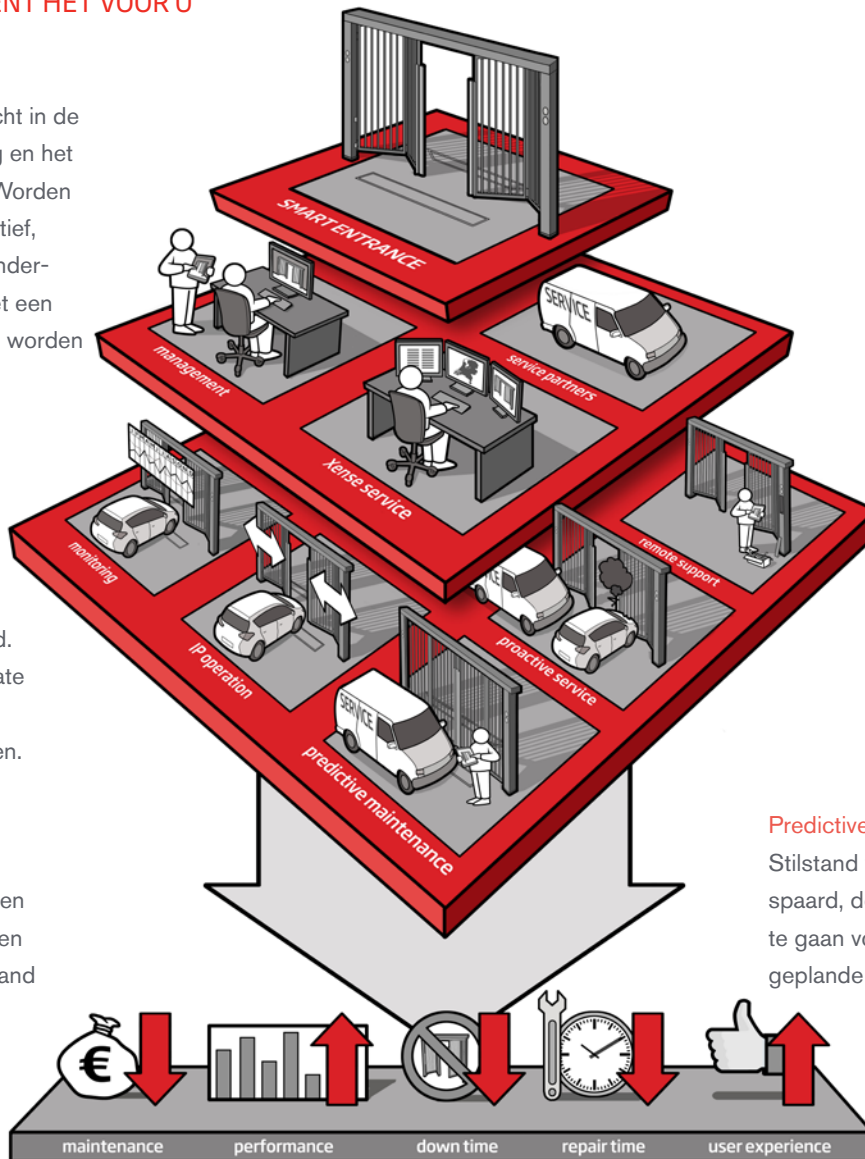 ENT HET VOOR U
cht in de
g en het
Worden
tief,
nder-
et een
worden
SMART ENTRANCE
management
SERVICE
service partners
Xense service
monitoring
IP operation
SERVICE
predictive maintenance
proactive service
remote support
d.
ate
en.
en
en
and
Predictive
Stilstand
spaard, d
te gaan vo
geplande
€
maintenance
performance
down time
repair time
user experience